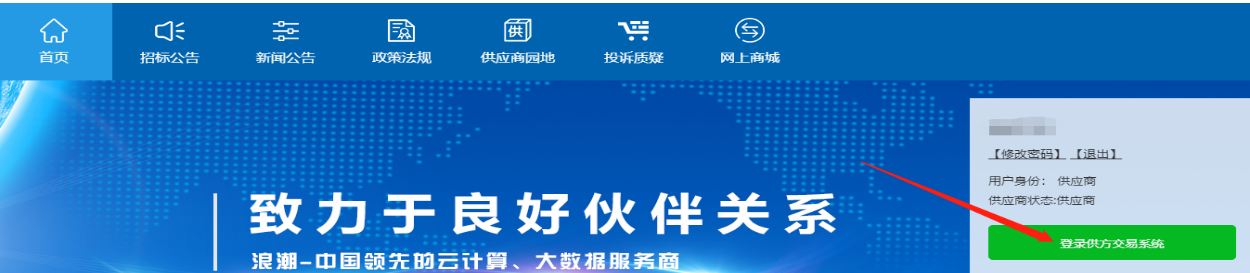 首页 招标公告 新闻公告 政策法规 供应商园地 投诉质疑 网上商城
【修改密码】 【退出】
用户身份： 供应商
供应商状态:供应商
登录供方交易系统
致力于良好伙伴关系
浪潮-中国领先的云计算、大数据服务商